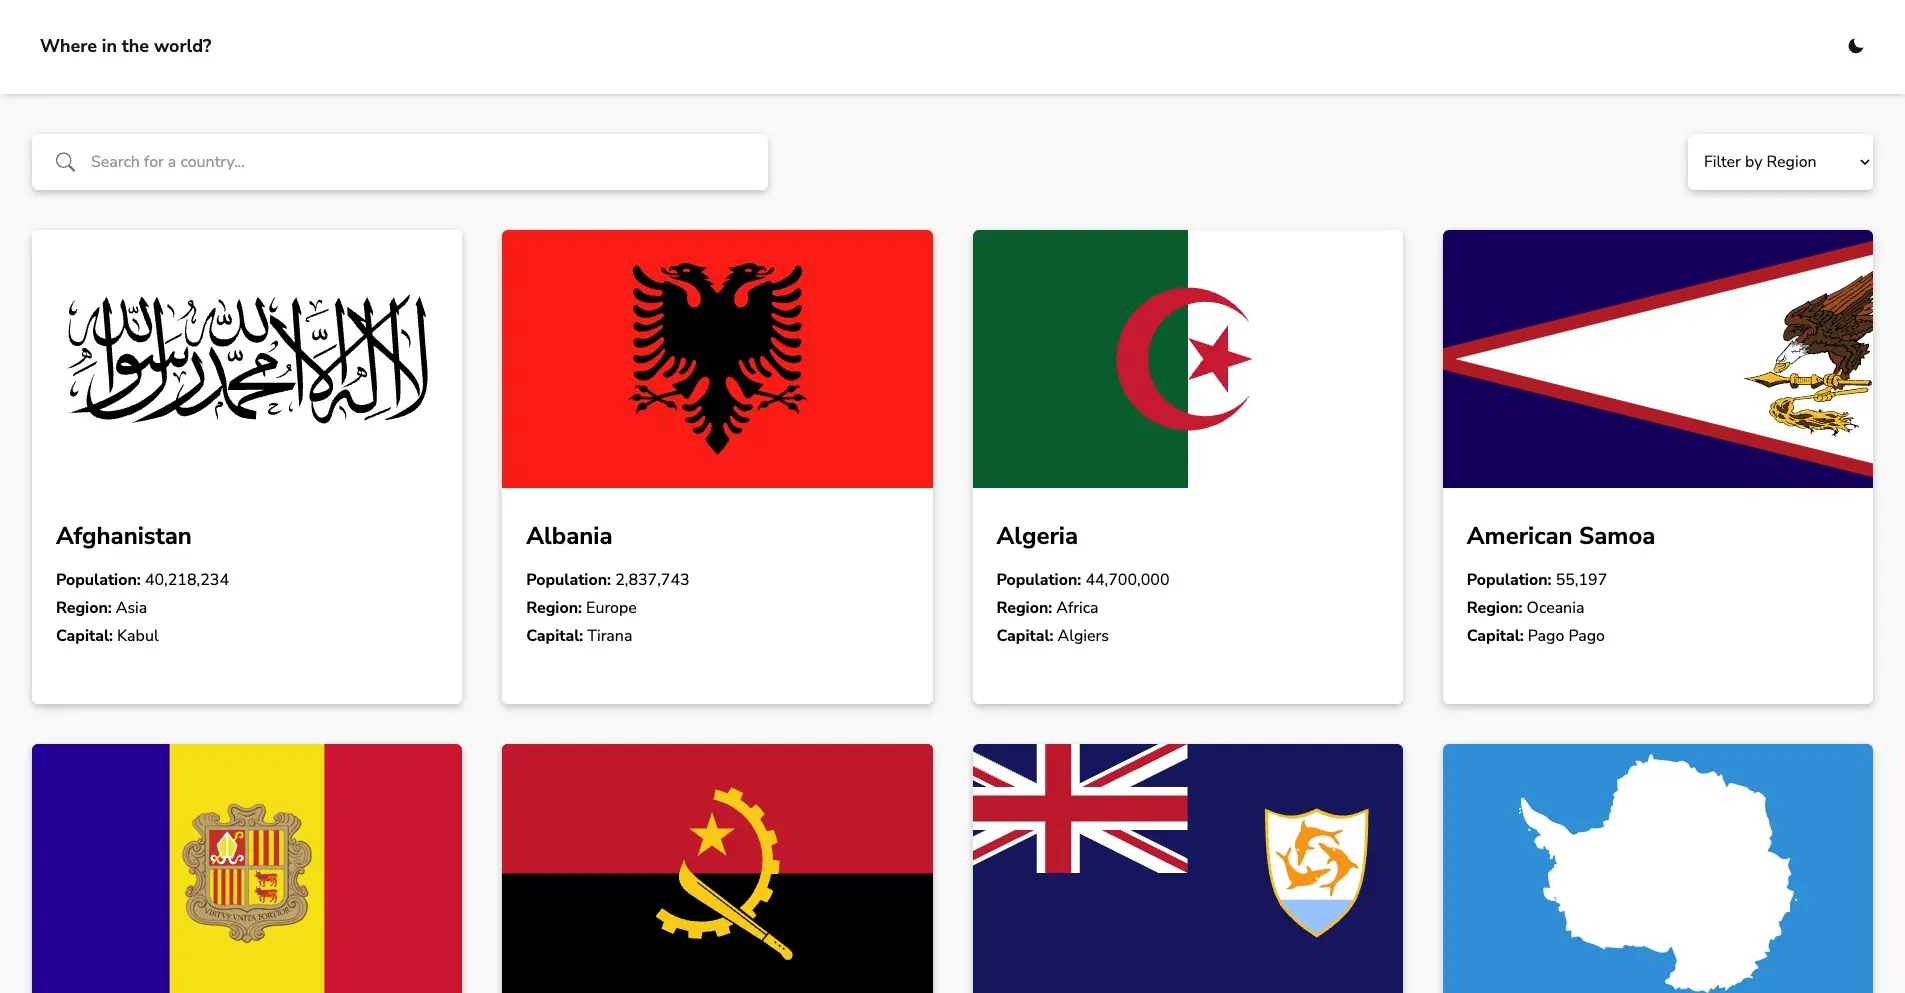 Where in the world?
Search for a country...
Filter by Region
لا إله إلا الله محمد رسول الله
Afghanistan
Population: 40,218,234
Region: Asia
Capital: Kabul
Albania
Population: 2,837,743
Region: Europe
Capital: Tirana
Algeria
Population: 44,700,000
Region: Africa
Capital: Algiers
American Samoa
Population: 55,197
Region: Oceania
Capital: Pago Pago
VIRTVS VNITA FORTIOR